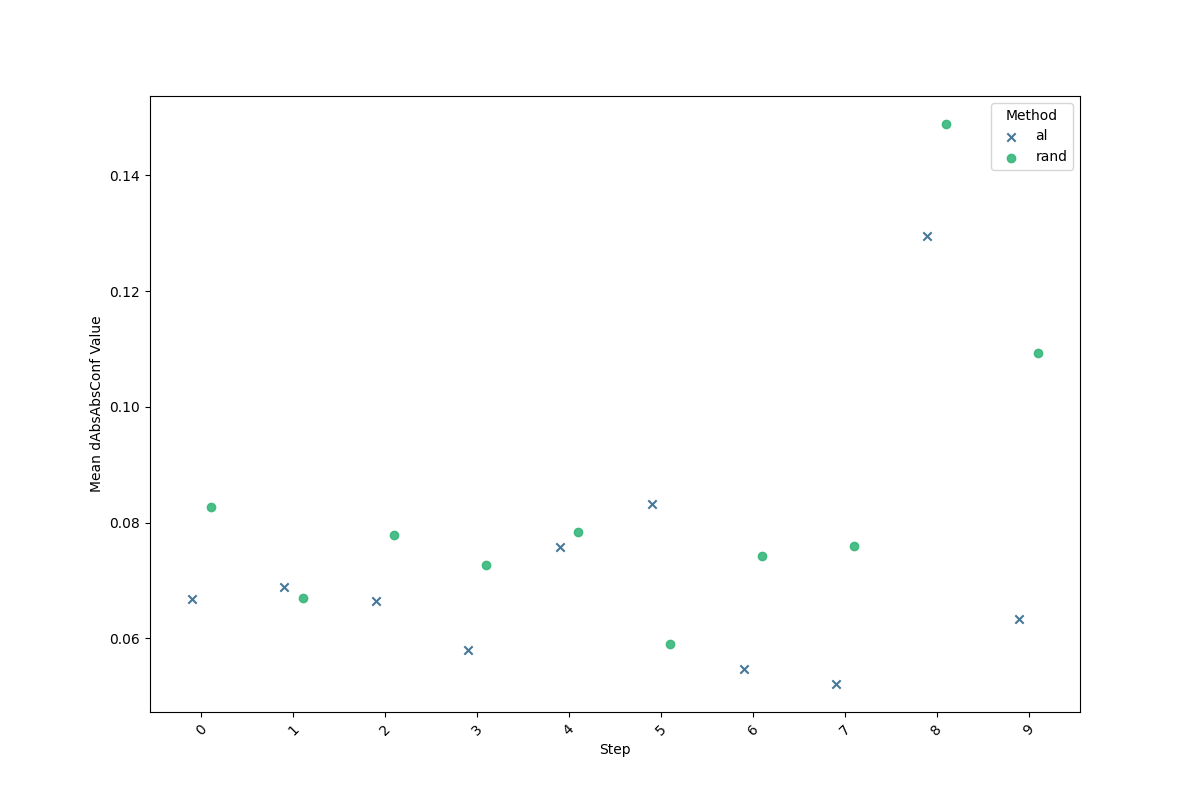 Method
al
rand
0.14
0.12
0.10
0.08
0.06
Mean dAbsAbsConf Value
0 1 2 3 4 5 6 7 8 9
Step